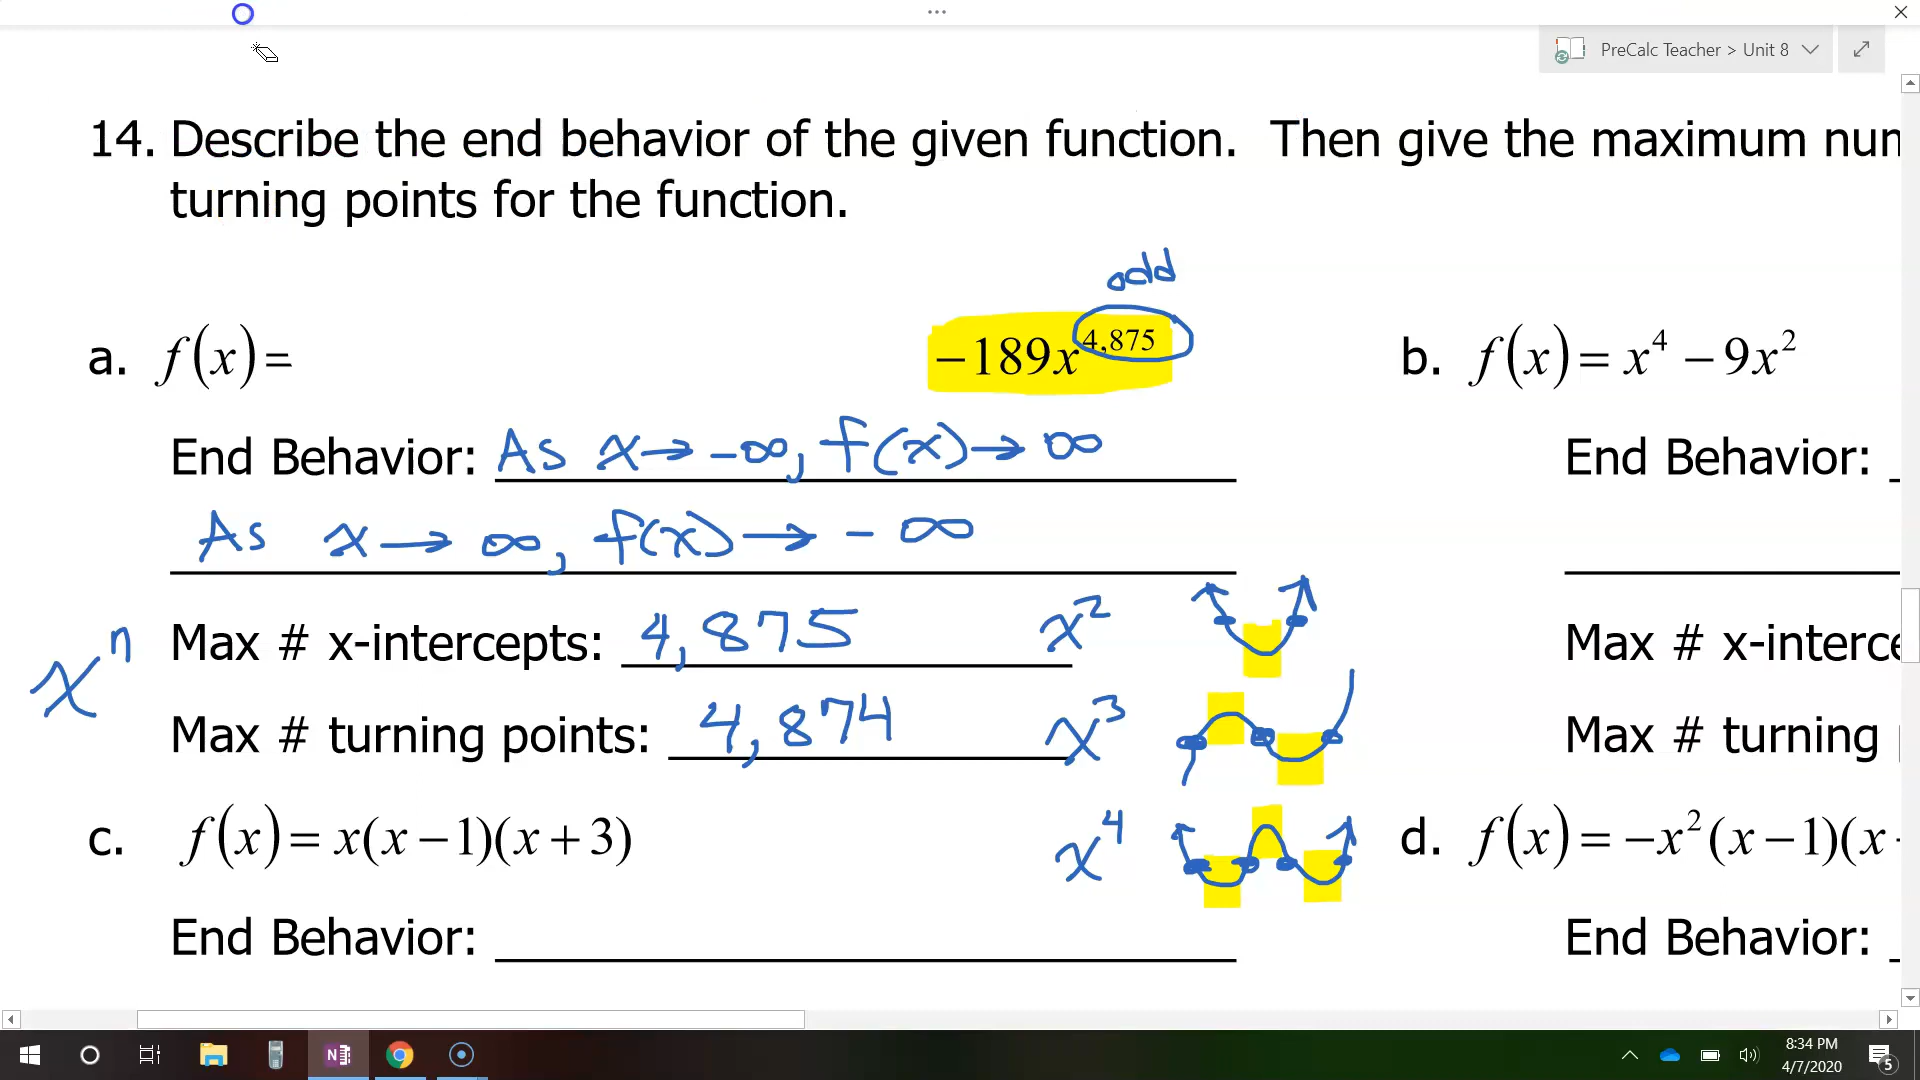 PreCalc Teacher > Unit 8
14. Describe the end behavior of the given function. Then give the maximum num
turning points for the function.
odd
a. f(x) = −189x^4,875
b. f(x) = x^4 − 9x^2
End Behavior: As x → −∞, f(x) → ∞
End Behavior:
As x → ∞, f(x) → −∞
x^n
Max # x-intercepts: 4,875
x^2
Max # x-interce
Max # turning points: 4,874
x^3
Max # turning
c. f(x) = x(x − 1)(x + 3)
x^4
d. f(x) = −x^2(x − 1)(x
End Behavior:
End Behavior:
8:34 PM
4/7/2020
5